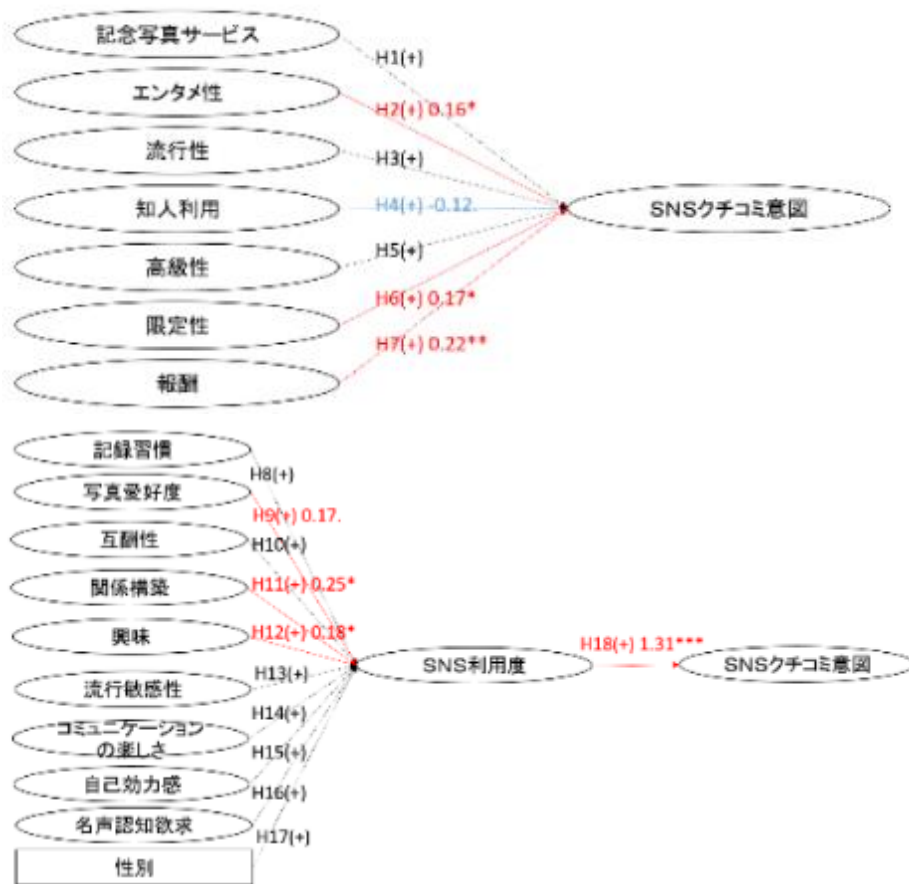 記念写真サービス
H1(+)
エンタメ性
H2(+) 0.16*
流行性
H3(+)
知人利用
H4(+) -0.12.
SNSクチコミ意図
高級性
H5(+)
限定性
H6(+) 0.17*
報酬
H7(+) 0.22**
記録習慣
H8(+)
写真愛好度
H9(+) 0.17.
互酬性
H10(+)
関係構築
H11(+) 0.25*
興味
H12(+) 0.18*
SNS利用度
H18(+) 1.31***
SNSクチコミ意図
流行敏感性
H13(+)
コミュニケーション
の楽しさ
H14(+)
自己効力感
H15(+)
名声認知欲求
H16(+)
性別
H17(+)